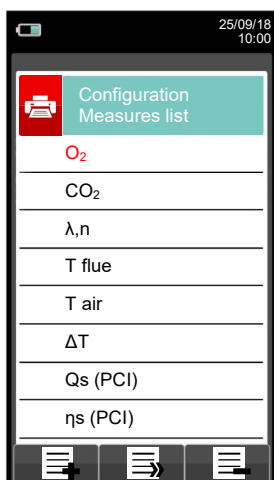 25/09/18
10:00
Configuration
Measures list
O₂
CO₂
λ,n
T flue
T air
ΔT
Qs (PCI)
ηs (PCI)